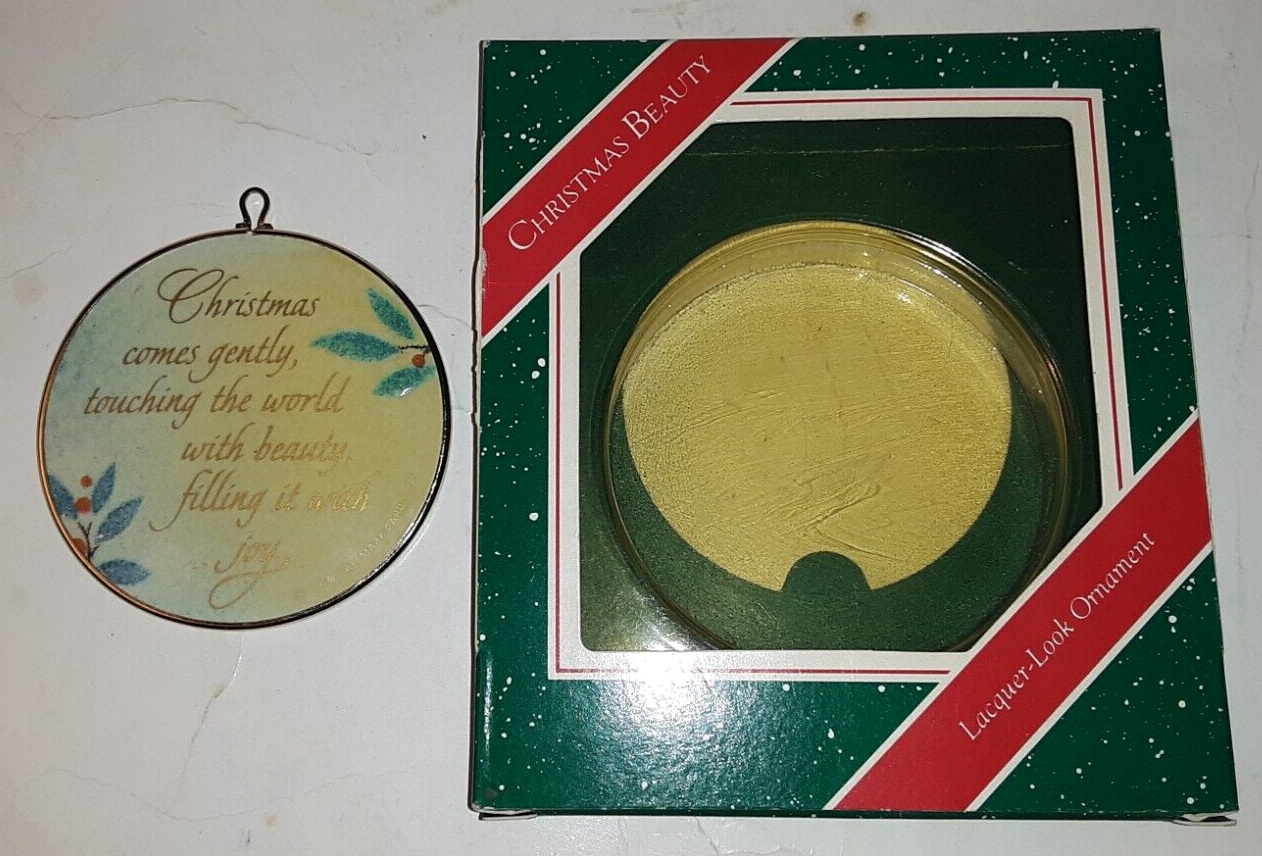 Christmas
comes gently,
touching the world
with beauty,
filling it with
joy.
CHRISTMAS BEAUTY
Lacquer-Look Ornament